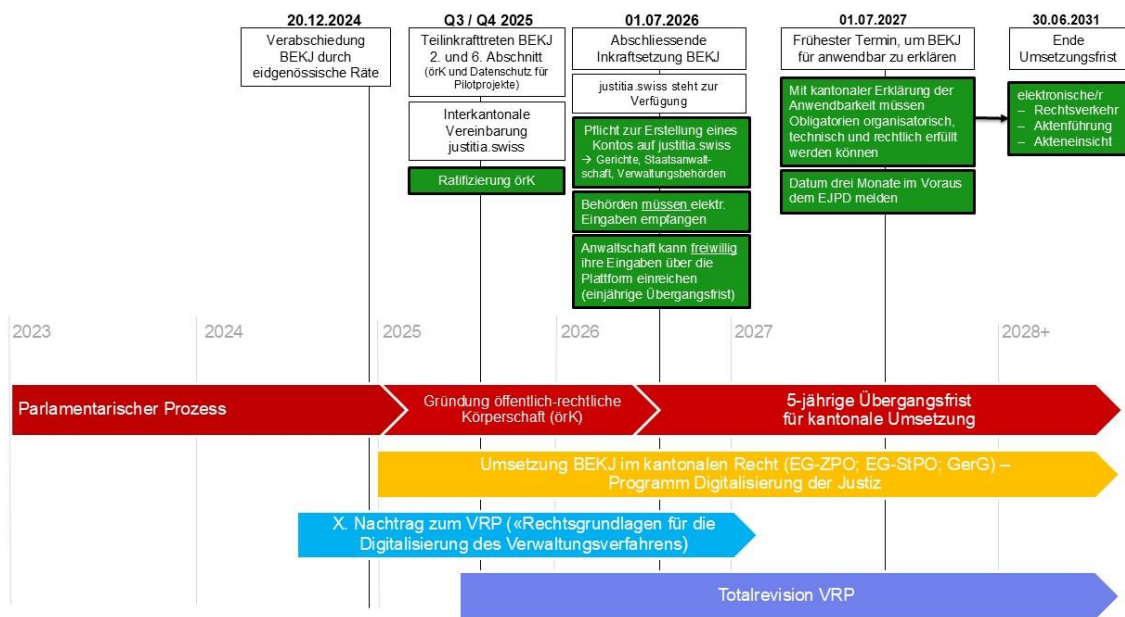 20.12.2024
Verabschiedung
BEKJ durch
eidgenössische Räte
Q3 / Q4 2025
Teilinkrafttreten BEKJ
2. und 6. Abschnitt
(örK und Datenschutz für
Pilotprojekte)
Interkantonale
Vereinbarung
justitia.swiss
Ratifizierung örK
01.07.2026
Abschliessende
Inkraftsetzung BEKJ
justitia.swiss steht zur
Verfügung
Pflicht zur Erstellung eines
Kontos auf justitia.swiss
→ Gerichte, Staatsanwalt-
schaft, Verwaltungsbehörden
Behörden müssen elektr.
Eingaben empfangen
Anwaltschaft kann freiwillig
ihre Eingaben über die
Plattform einreichen
(einjährige Übergangsfrist)
01.07.2027
Frühester Termin, um BEKJ
für anwendbar zu erklären
Mit kantonaler Erklärung der
Anwendbarkeit müssen
Obligatorien organisatorisch,
technisch und rechtlich erfüllt
werden können
Datum drei Monate im Voraus
dem EJPD melden
30.06.2031
Ende
Umsetzungsfrist
elektronische/r
– Rechtsverkehr
– Aktenführung
– Akteneinsicht
2023
2024
2025
2026
2027
2028+
Parlamentarischer Prozess
Gründung öffentlich-rechtliche
Körperschaft (örK)
5-jährige Übergangsfrist
für kantonale Umsetzung
Umsetzung BEKJ im kantonalen Recht (EG-ZPO; EG-StPO; GerG) –
Programm Digitalisierung der Justiz
X. Nachtrag zum VRP («Rechtsgrundlagen für die
Digitalisierung des Verwaltungsverfahrens)
Totalrevision VRP